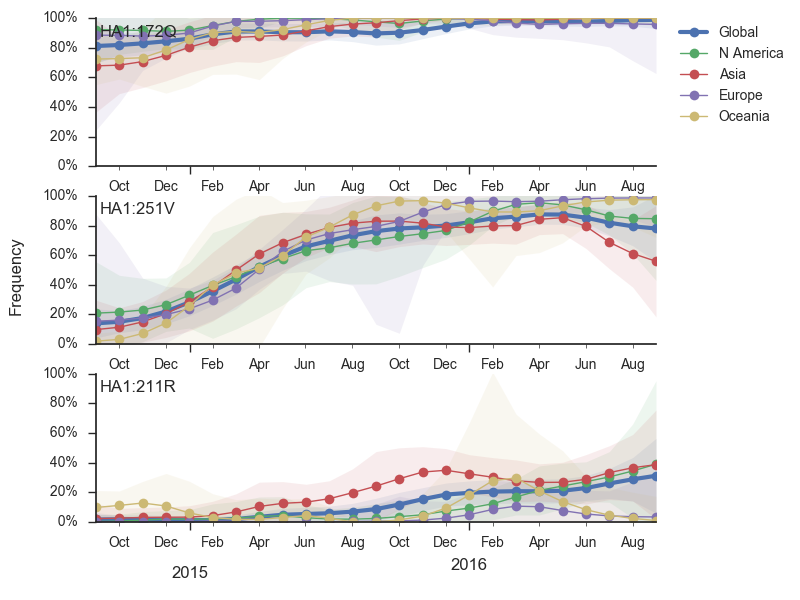 HA1:172Q
100%
80%
60%
40%
20%
0%
Oct Dec Feb Apr Jun Aug Oct Dec Feb Apr Jun Aug
Global
N America
Asia
Europe
Oceania
Frequency
HA1:251V
100%
80%
60%
40%
20%
0%
Oct Dec Feb Apr Jun Aug Oct Dec Feb Apr Jun Aug
HA1:211R
100%
80%
60%
40%
20%
0%
Oct Dec Feb Apr Jun Aug Oct Dec Feb Apr Jun Aug
2015 2016